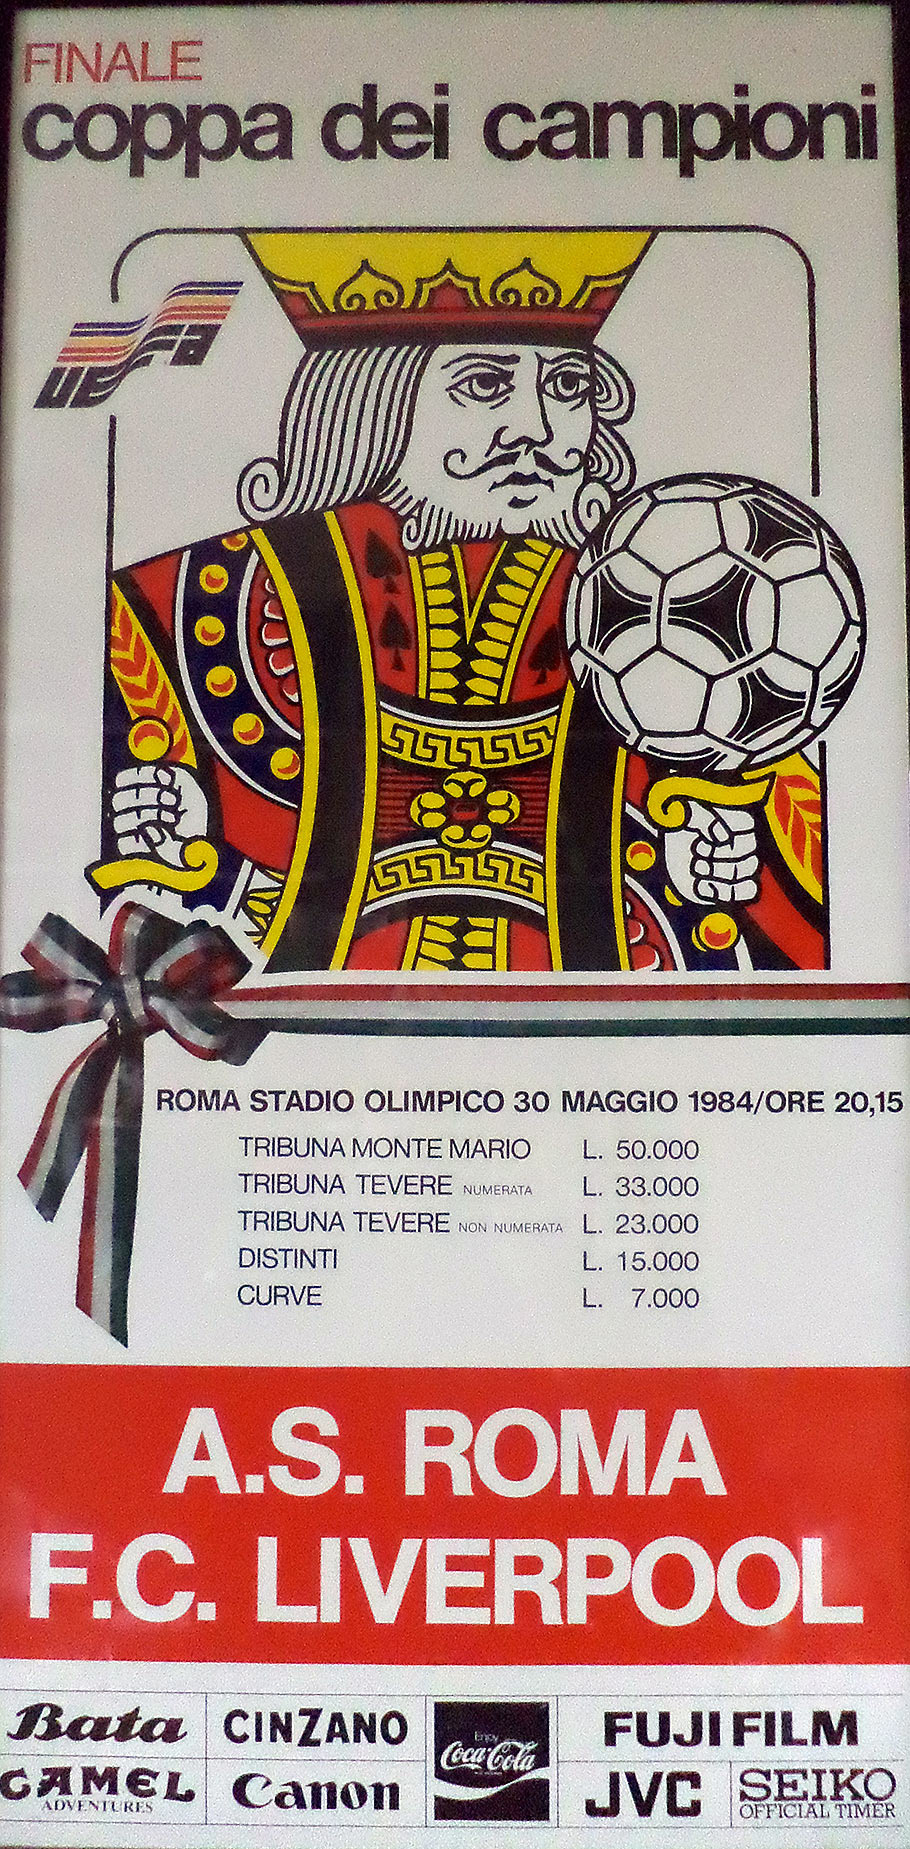 FINALE
coppa dei campioni
UEFA
ROMA STADIO OLIMPICO 30 MAGGIO 1984/ORE 20,15
TRIBUNA MONTE MARIO L. 50.000
TRIBUNA TEVERE NUMERATA L. 33.000
TRIBUNA TEVERE NON NUMERATA L. 23.000
DISTINTI L. 15.000
CURVE L. 7.000
A.S. ROMA
F.C. LIVERPOOL
Bata
CINZANO
Enjoy
Coca-Cola
FUJI FILM
CAMEL
ADVENTURES
Canon
JVC
SEIKO
OFFICIAL TIMER